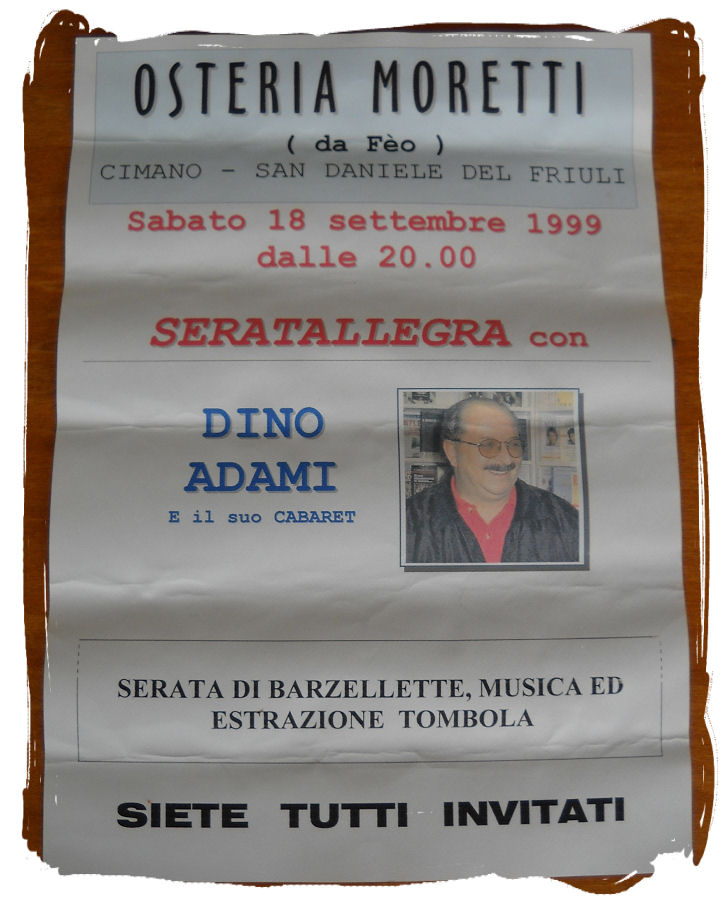 OSTERIA MORETTI
( da Fèo )
CIMANO - SAN DANIELE DEL FRIULI
Sabato 18 settembre 1999
dalle 20.00
SERATALLEGRA con
DINO
ADAMI
E il suo CABARET
SERATA DI BARZELLETTE, MUSICA ED
ESTRAZIONE TOMBOLA
SIETE TUTTI INVITATI